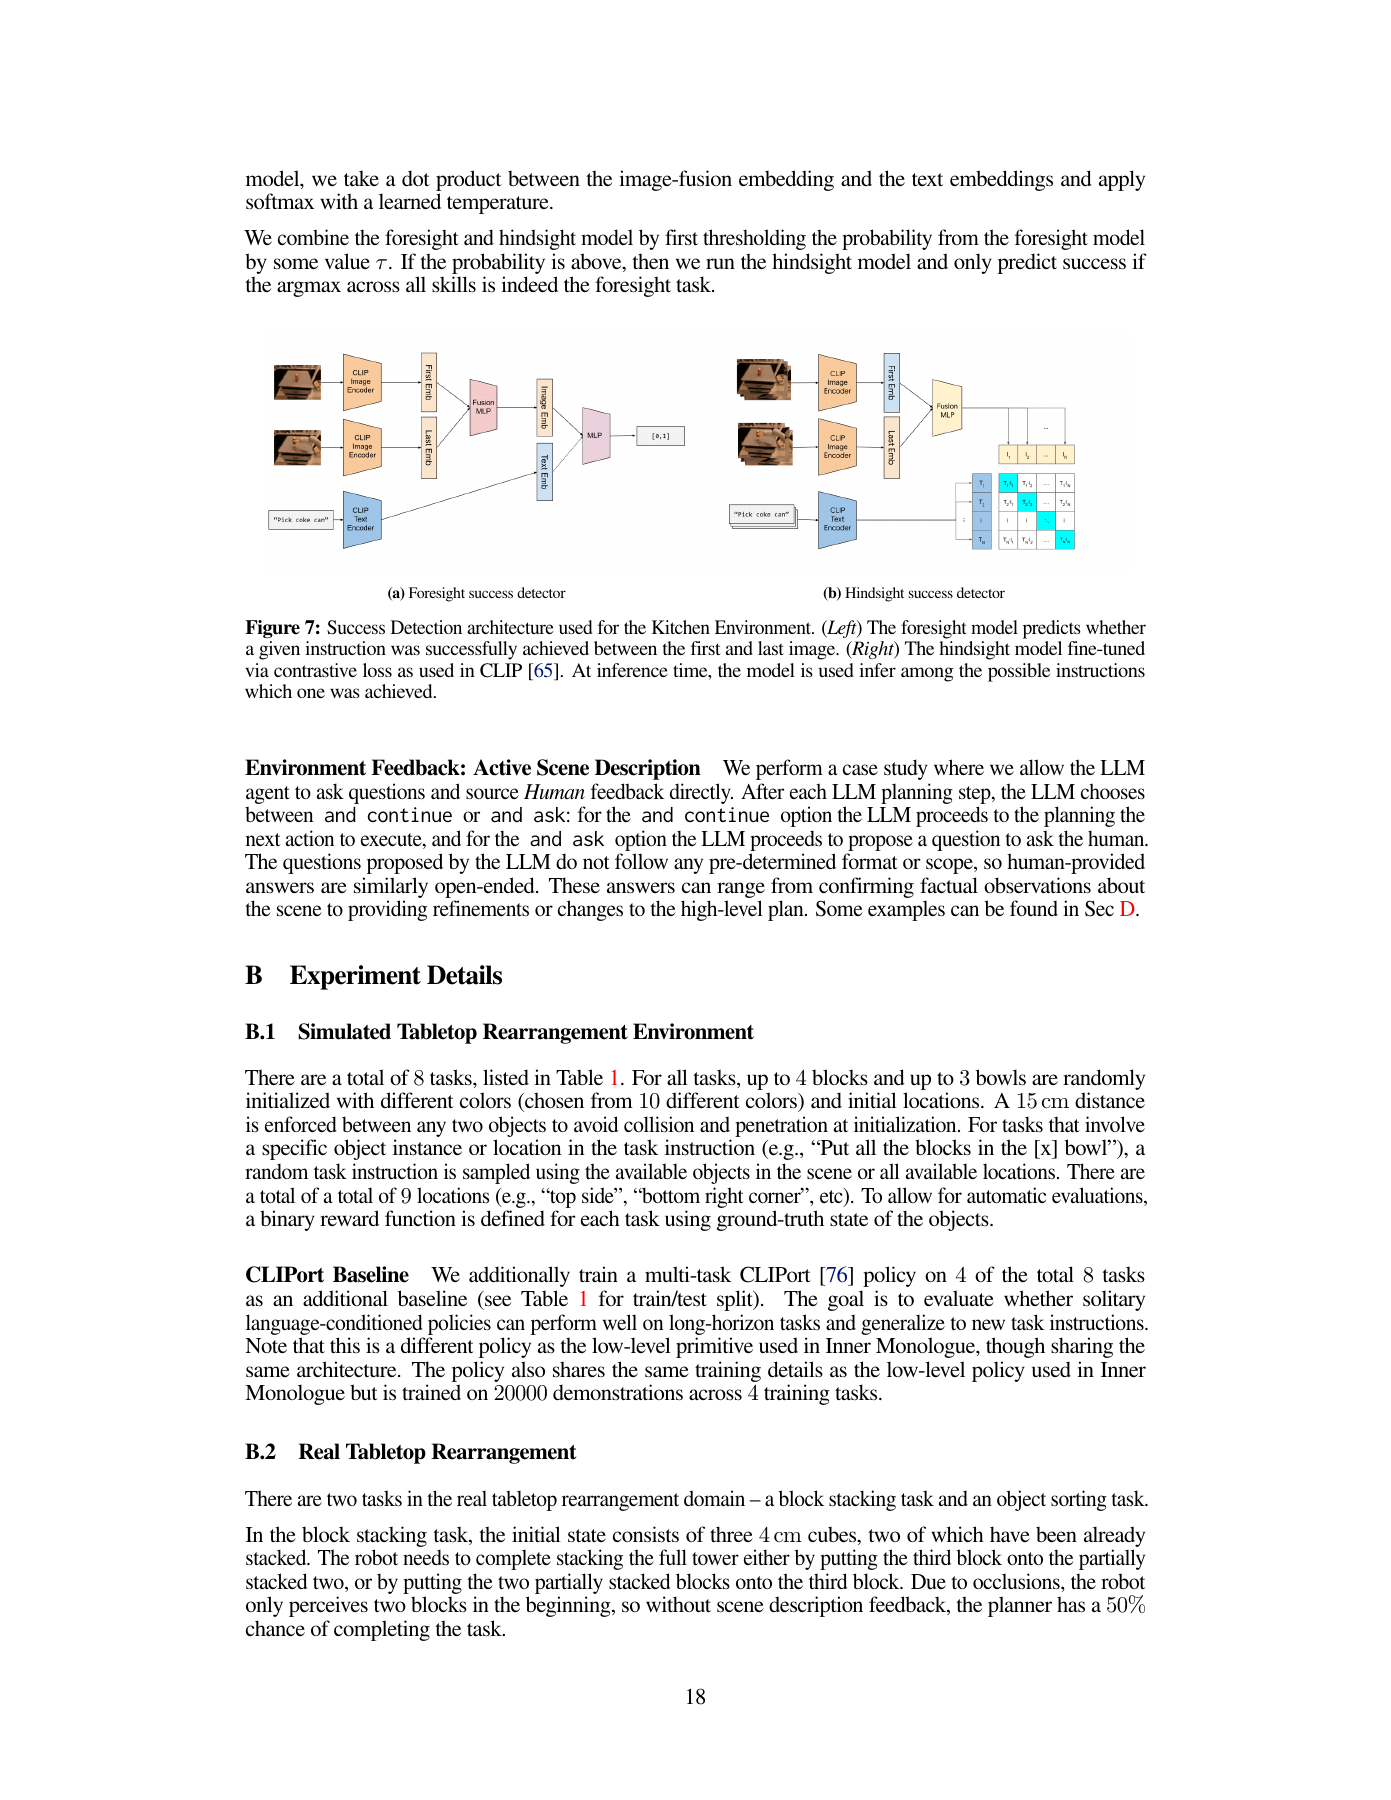 model, we take a dot product between the image-fusion embedding and the text embeddings and apply
softmax with a learned temperature.
We combine the foresight and hindsight model by first thresholding the probability from the foresight model
by some value τ. If the probability is above, then we run the hindsight model and only predict success if
the argmax across all skills is indeed the foresight task.
CLIP
Image
Encoder
First Emb
Fusion
MLP
CLIP
Image
Encoder
Last Emb
Image Emb
Text Emb
MLP
[0,1]
"Pick coke can"
CLIP
Text
Encoder
CLIP
Image
Encoder
First Emb
Fusion
MLP
CLIP
Image
Encoder
Last Emb
...
I₁ I₂ ... I_N
"Pick coke can"
CLIP
Text
Encoder
(a) Foresight success detector
(b) Hindsight success detector
Figure 7: Success Detection architecture used for the Kitchen Environment. (Left) The foresight model predicts whether
a given instruction was successfully achieved between the first and last image. (Right) The hindsight model fine-tuned
via contrastive loss as used in CLIP [65]. At inference time, the model is used infer among the possible instructions
which one was achieved.
Environment Feedback: Active Scene Description We perform a case study where we allow the LLM
agent to ask questions and source Human feedback directly. After each LLM planning step, the LLM chooses
between and continue or and ask: for the and continue option the LLM proceeds to the planning the
next action to execute, and for the and ask option the LLM proceeds to propose a question to ask the human.
The questions proposed by the LLM do not follow any pre-determined format or scope, so human-provided
answers are similarly open-ended. These answers can range from confirming factual observations about
the scene to providing refinements or changes to the high-level plan. Some examples can be found in Sec D.
B Experiment Details
B.1 Simulated Tabletop Rearrangement Environment
There are a total of 8 tasks, listed in Table 1. For all tasks, up to 4 blocks and up to 3 bowls are randomly
initialized with different colors (chosen from 10 different colors) and initial locations. A 15 cm distance
is enforced between any two objects to avoid collision and penetration at initialization. For tasks that involve
a specific object instance or location in the task instruction (e.g., “Put all the blocks in the [x] bowl”), a
random task instruction is sampled using the available objects in the scene or all available locations. There are
a total of a total of 9 locations (e.g., “top side”, “bottom right corner”, etc). To allow for automatic evaluations,
a binary reward function is defined for each task using ground-truth state of the objects.
CLIPort Baseline We additionally train a multi-task CLIPort [76] policy on 4 of the total 8 tasks
as an additional baseline (see Table 1 for train/test split). The goal is to evaluate whether solitary
language-conditioned policies can perform well on long-horizon tasks and generalize to new task instructions.
Note that this is a different policy as the low-level primitive used in Inner Monologue, though sharing the
same architecture. The policy also shares the same training details as the low-level policy used in Inner
Monologue but is trained on 20000 demonstrations across 4 training tasks.
B.2 Real Tabletop Rearrangement
There are two tasks in the real tabletop rearrangement domain – a block stacking task and an object sorting task.
In the block stacking task, the initial state consists of three 4 cm cubes, two of which have been already
stacked. The robot needs to complete stacking the full tower either by putting the third block onto the partially
stacked two, or by putting the two partially stacked blocks onto the third block. Due to occlusions, the robot
only perceives two blocks in the beginning, so without scene description feedback, the planner has a 50%
chance of completing the task.
18